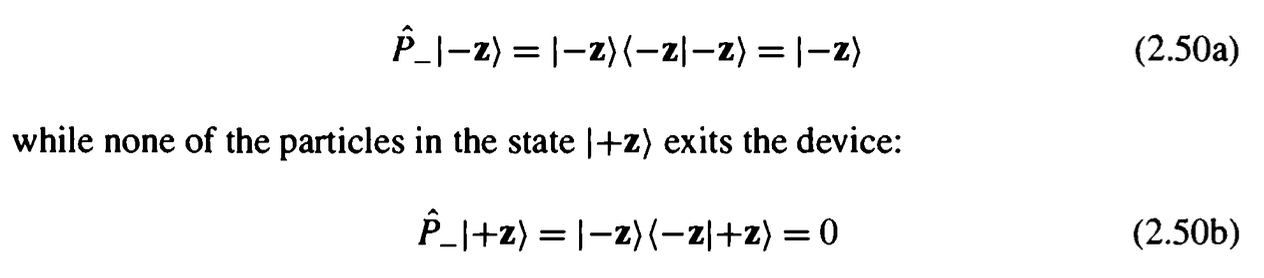 P̂₋|−z⟩ = |−z⟩⟨−z|−z⟩ = |−z⟩ (2.50a)
while none of the particles in the state |+z⟩ exits the device:
P̂₋|+z⟩ = |−z⟩⟨−z|+z⟩ = 0 (2.50b)